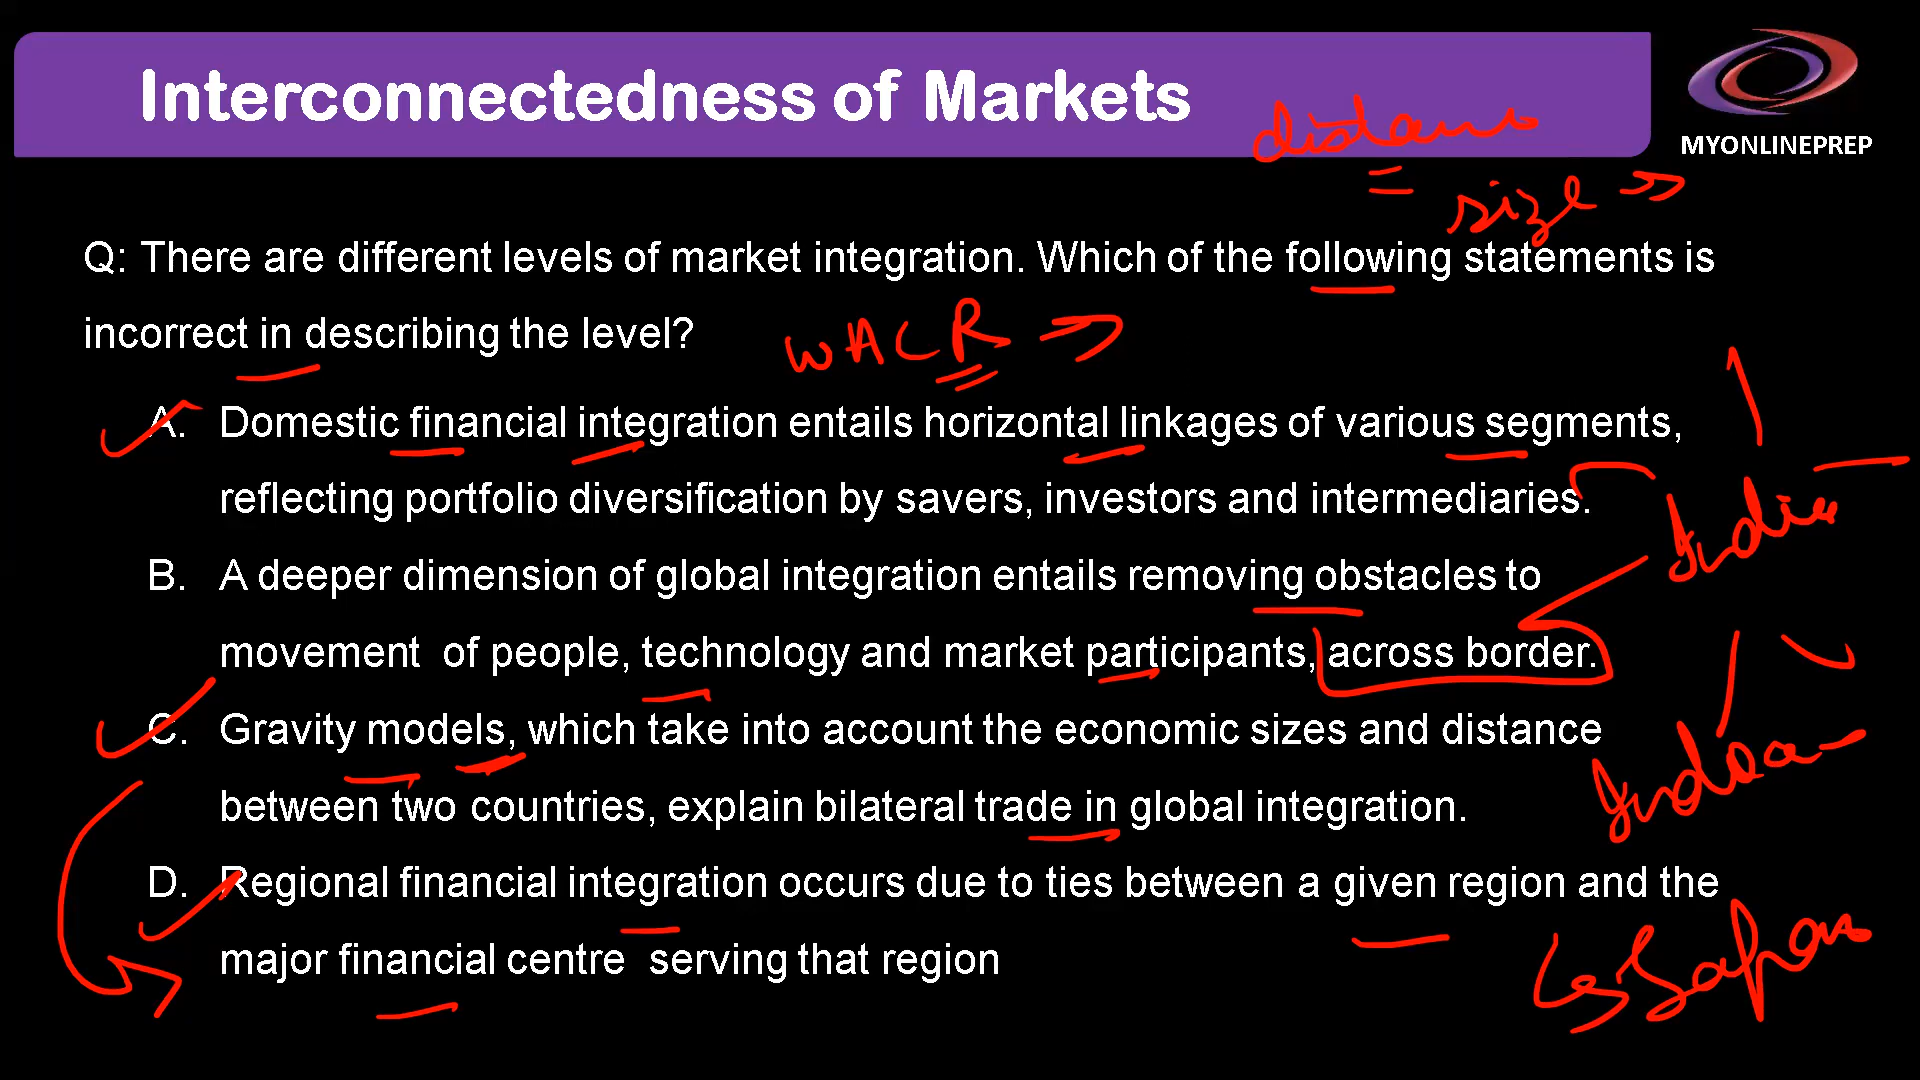 Interconnectedness of Markets
MYONLINEPREP
distance
size
Q: There are different levels of market integration. Which of the following statements is
incorrect in describing the level?
WACR
A. Domestic financial integration entails horizontal linkages of various segments,
reflecting portfolio diversification by savers, investors and intermediaries.
India
B. A deeper dimension of global integration entails removing obstacles to
movement of people, technology and market participants, across border.
C. Gravity models, which take into account the economic sizes and distance
between two countries, explain bilateral trade in global integration.
D. Regional financial integration occurs due to ties between a given region and the
major financial centre serving that region
Japan